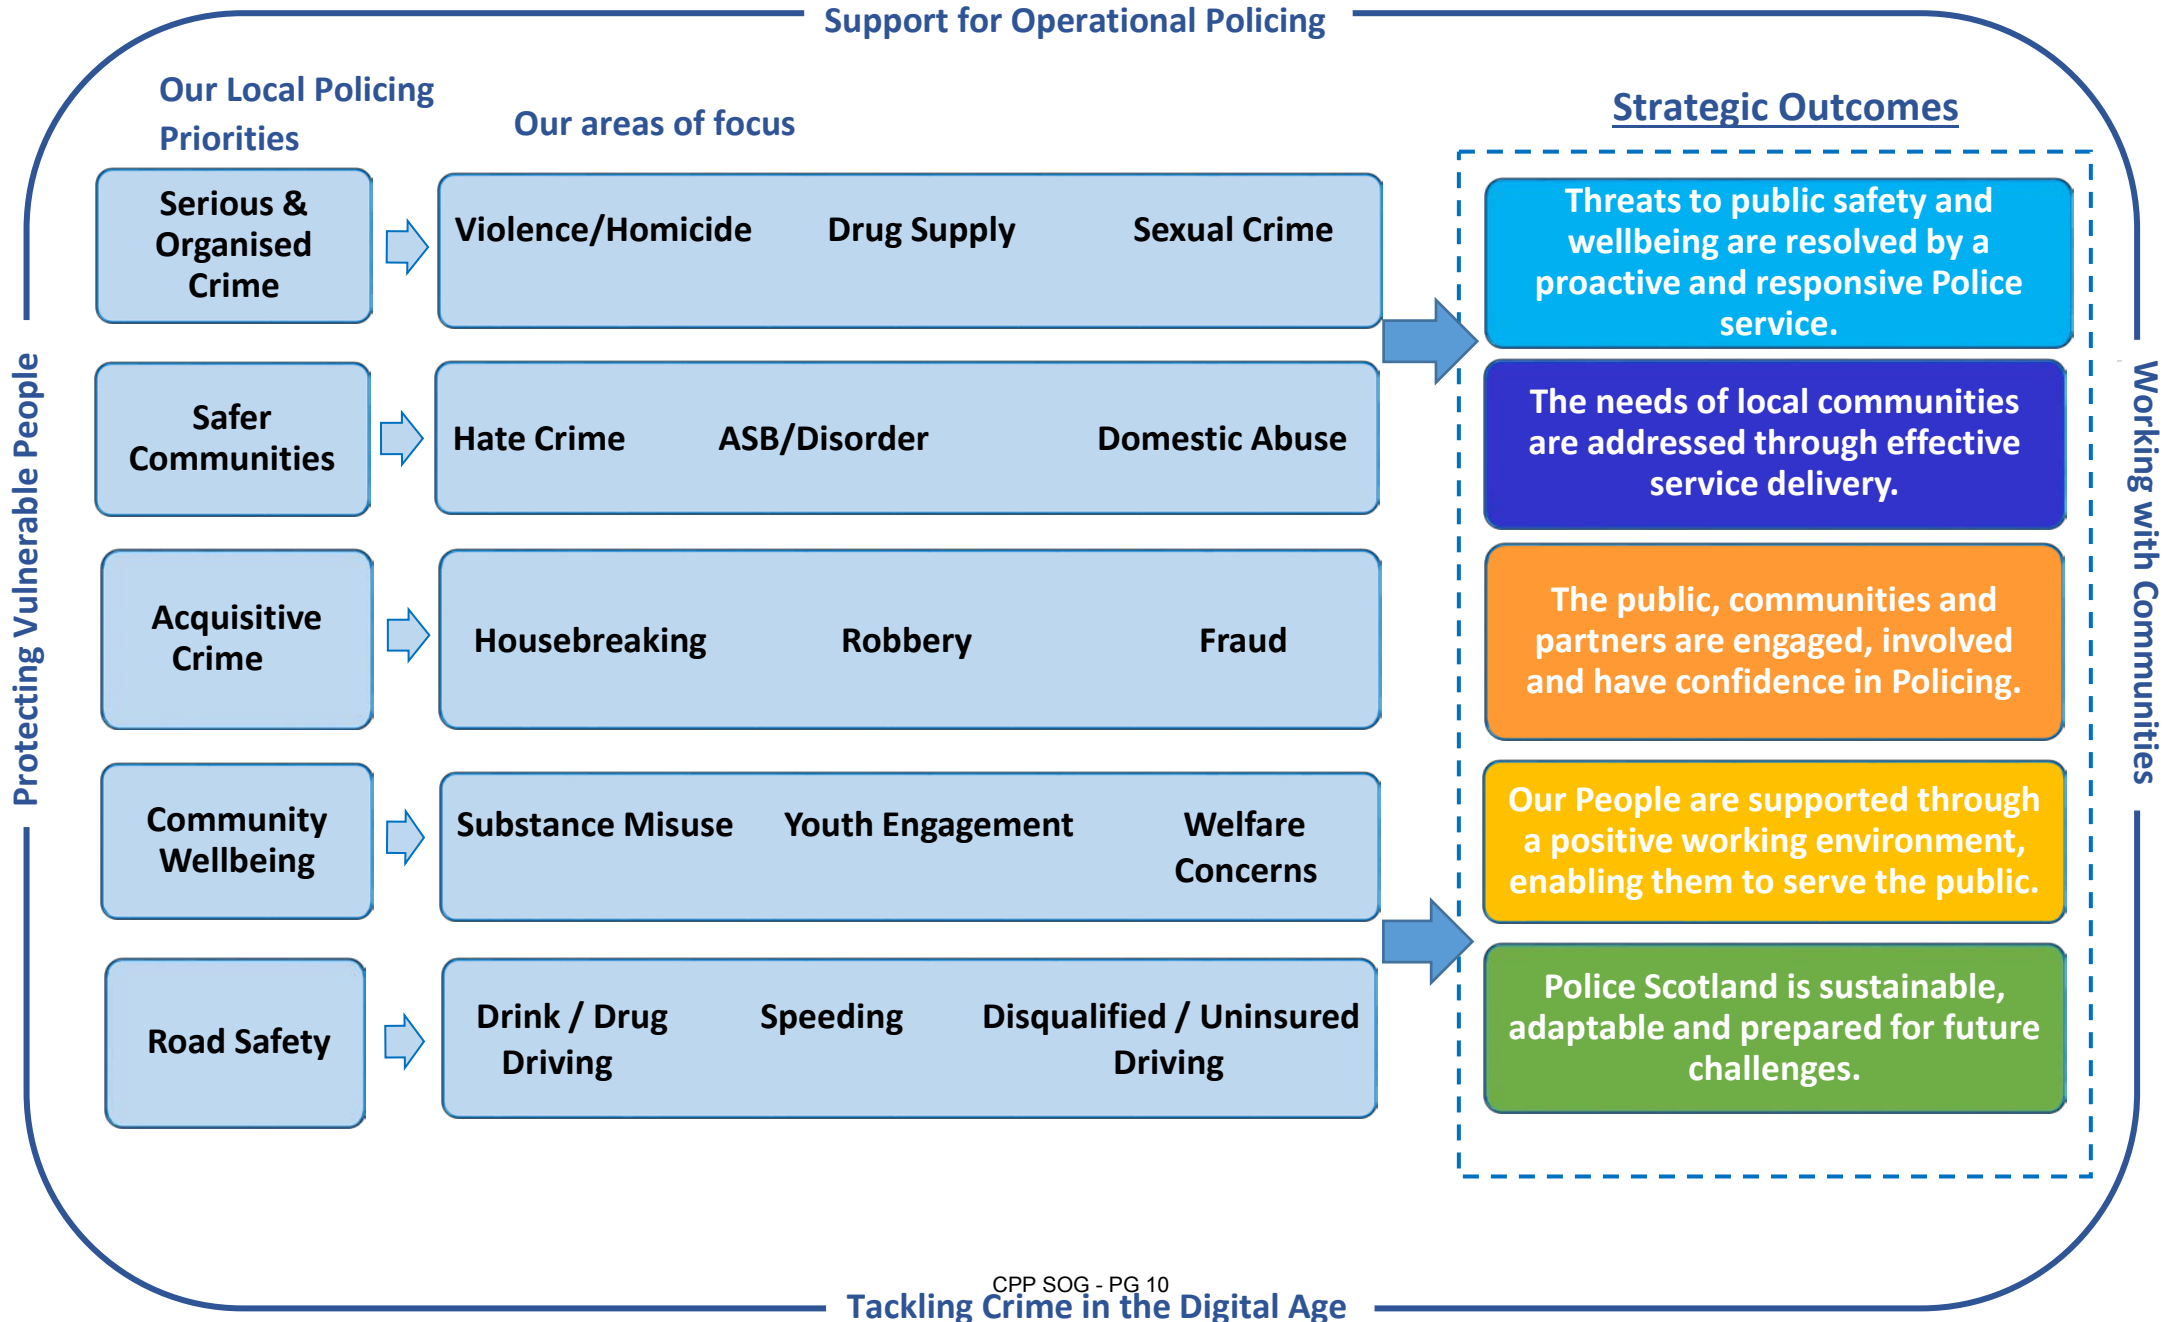 Support for Operational Policing
Our Local Policing
Priorities
Our areas of focus
Strategic Outcomes
Protecting Vulnerable People
Working with Communities
Serious &
Organised
Crime
Violence/Homicide Drug Supply Sexual Crime
Threats to public safety and
wellbeing are resolved by a
proactive and responsive Police
service.
Safer
Communities
Hate Crime ASB/Disorder Domestic Abuse
The needs of local communities
are addressed through effective
service delivery.
Acquisitive
Crime
Housebreaking Robbery Fraud
The public, communities and
partners are engaged, involved
and have confidence in Policing.
Community
Wellbeing
Substance Misuse Youth Engagement Welfare
Concerns
Our People are supported through
a positive working environment,
enabling them to serve the public.
Road Safety
Drink / Drug Speeding Disqualified / Uninsured
Driving Driving
Police Scotland is sustainable,
adaptable and prepared for future
challenges.
CPP SOG - PG 10
Tackling Crime in the Digital Age